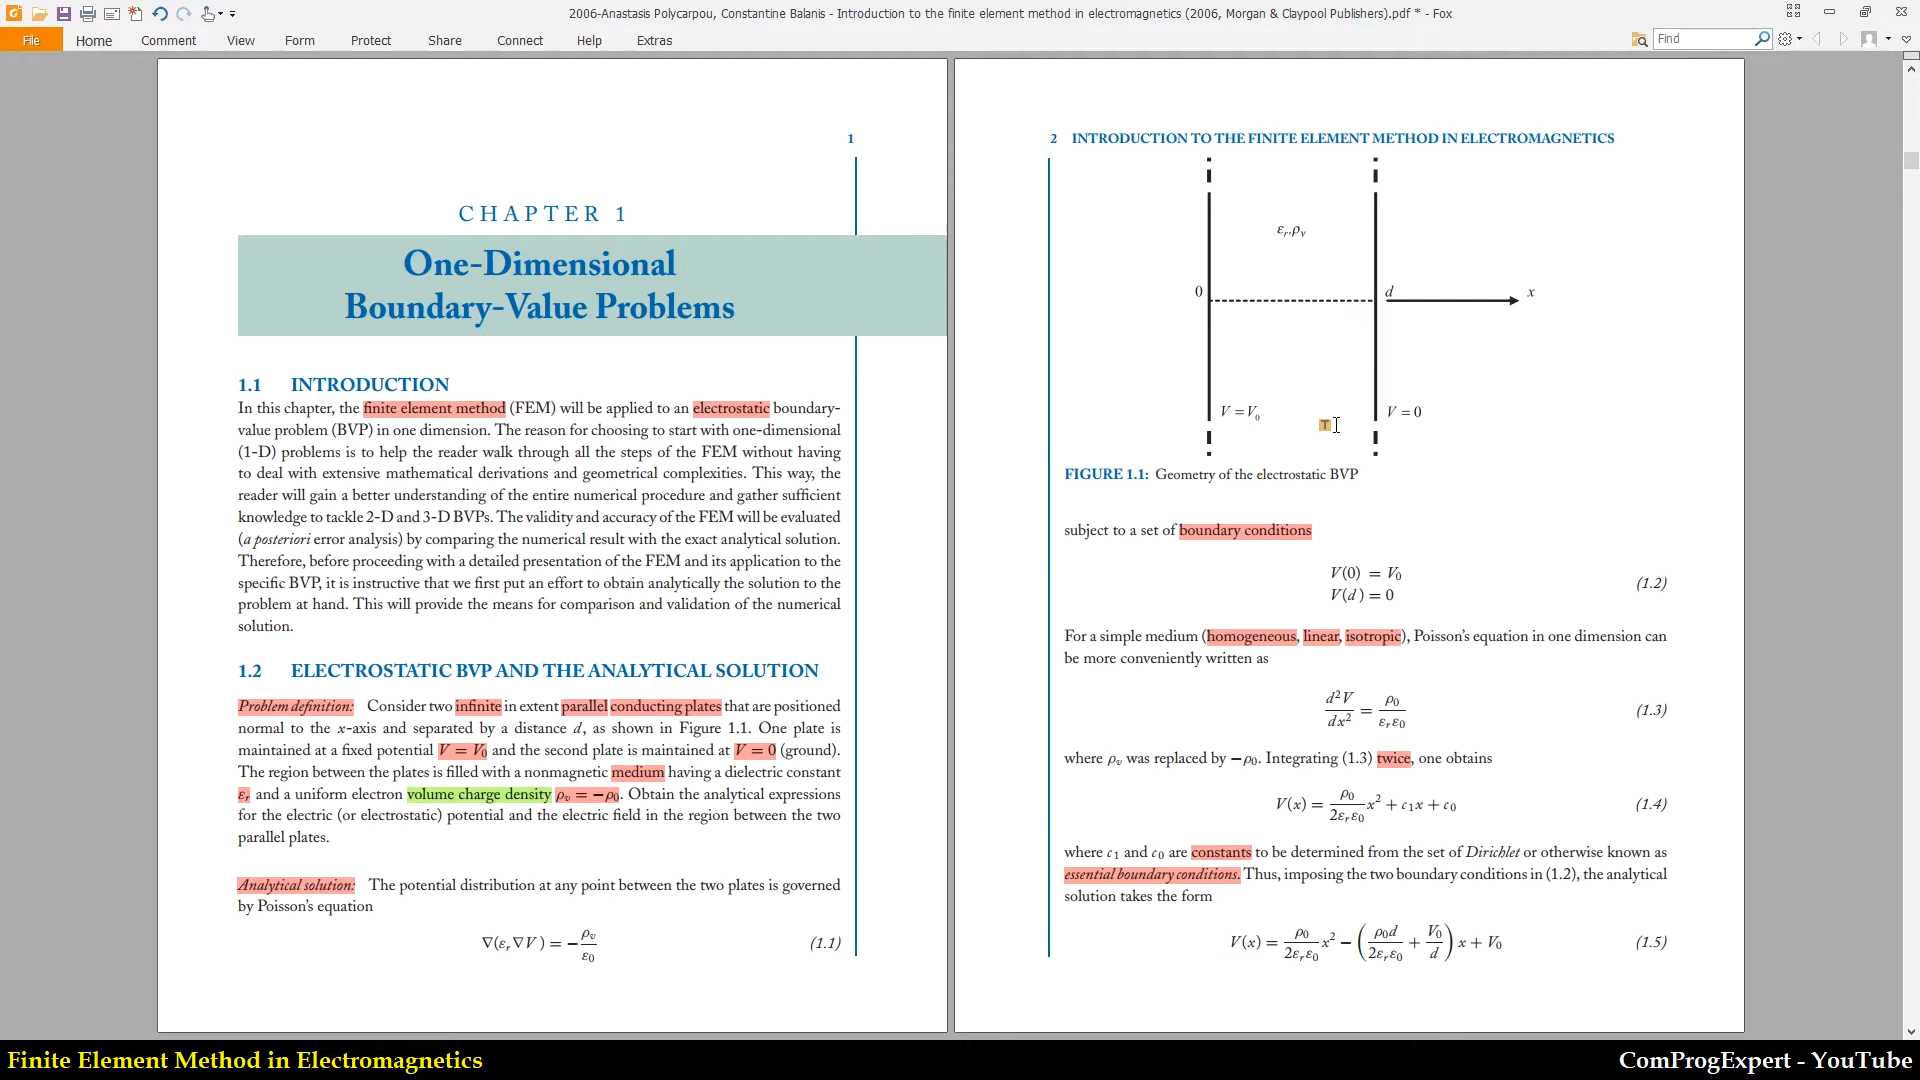 2006-Anastasis Polycarpou, Constantine Balanis - Introduction to the finite element method in electromagnetics (2006, Morgan & Claypool Publishers).pdf * - Fox
File Home Comment View Form Protect Share Connect Help Extras
Find
1
CHAPTER 1
One-Dimensional
Boundary-Value Problems
1.1 INTRODUCTION
In this chapter, the finite element method (FEM) will be applied to an electrostatic boundary-
value problem (BVP) in one dimension. The reason for choosing to start with one-dimensional
(1-D) problems is to help the reader walk through all the steps of the FEM without having
to deal with extensive mathematical derivations and geometrical complexities. This way, the
reader will gain a better understanding of the entire numerical procedure and gather sufficient
knowledge to tackle 2-D and 3-D BVPs. The validity and accuracy of the FEM will be evaluated
(a posteriori error analysis) by comparing the numerical result with the exact analytical solution.
Therefore, before proceeding with a detailed presentation of the FEM and its application to the
specific BVP, it is instructive that we first put an effort to obtain analytically the solution to the
problem at hand. This will provide the means for comparison and validation of the numerical
solution.
1.2 ELECTROSTATIC BVP AND THE ANALYTICAL SOLUTION
Problem definition: Consider two infinite in extent parallel conducting plates that are positioned
normal to the x-axis and separated by a distance d, as shown in Figure 1.1. One plate is
maintained at a fixed potential V = V₀ and the second plate is maintained at V = 0 (ground).
The region between the plates is filled with a nonmagnetic medium having a dielectric constant
εᵣ and a uniform electron volume charge density ρᵥ = −ρ₀. Obtain the analytical expressions
for the electric (or electrostatic) potential and the electric field in the region between the two
parallel plates.
Analytical solution: The potential distribution at any point between the two plates is governed
by Poisson's equation
∇(εᵣ∇V) = −ρᵥ/ε₀ (1.1)
2 INTRODUCTION TO THE FINITE ELEMENT METHOD IN ELECTROMAGNETICS
εᵣ,ρᵥ
0 d x
V = V₀ V = 0
T
FIGURE 1.1: Geometry of the electrostatic BVP
subject to a set of boundary conditions
V(0) = V₀
V(d) = 0 (1.2)
For a simple medium (homogeneous, linear, isotropic), Poisson's equation in one dimension can
be more conveniently written as
d²V/dx² = ρ₀/εᵣε₀ (1.3)
where ρᵥ was replaced by −ρ₀. Integrating (1.3) twice, one obtains
V(x) = ρ₀/2εᵣε₀ x² + c₁x + c₀ (1.4)
where c₁ and c₀ are constants to be determined from the set of Dirichlet or otherwise known as
essential boundary conditions. Thus, imposing the two boundary conditions in (1.2), the analytical
solution takes the form
V(x) = ρ₀/2εᵣε₀ x² − (ρ₀d/2εᵣε₀ + V₀/d) x + V₀ (1.5)
Finite Element Method in Electromagnetics
ComProgExpert - YouTube